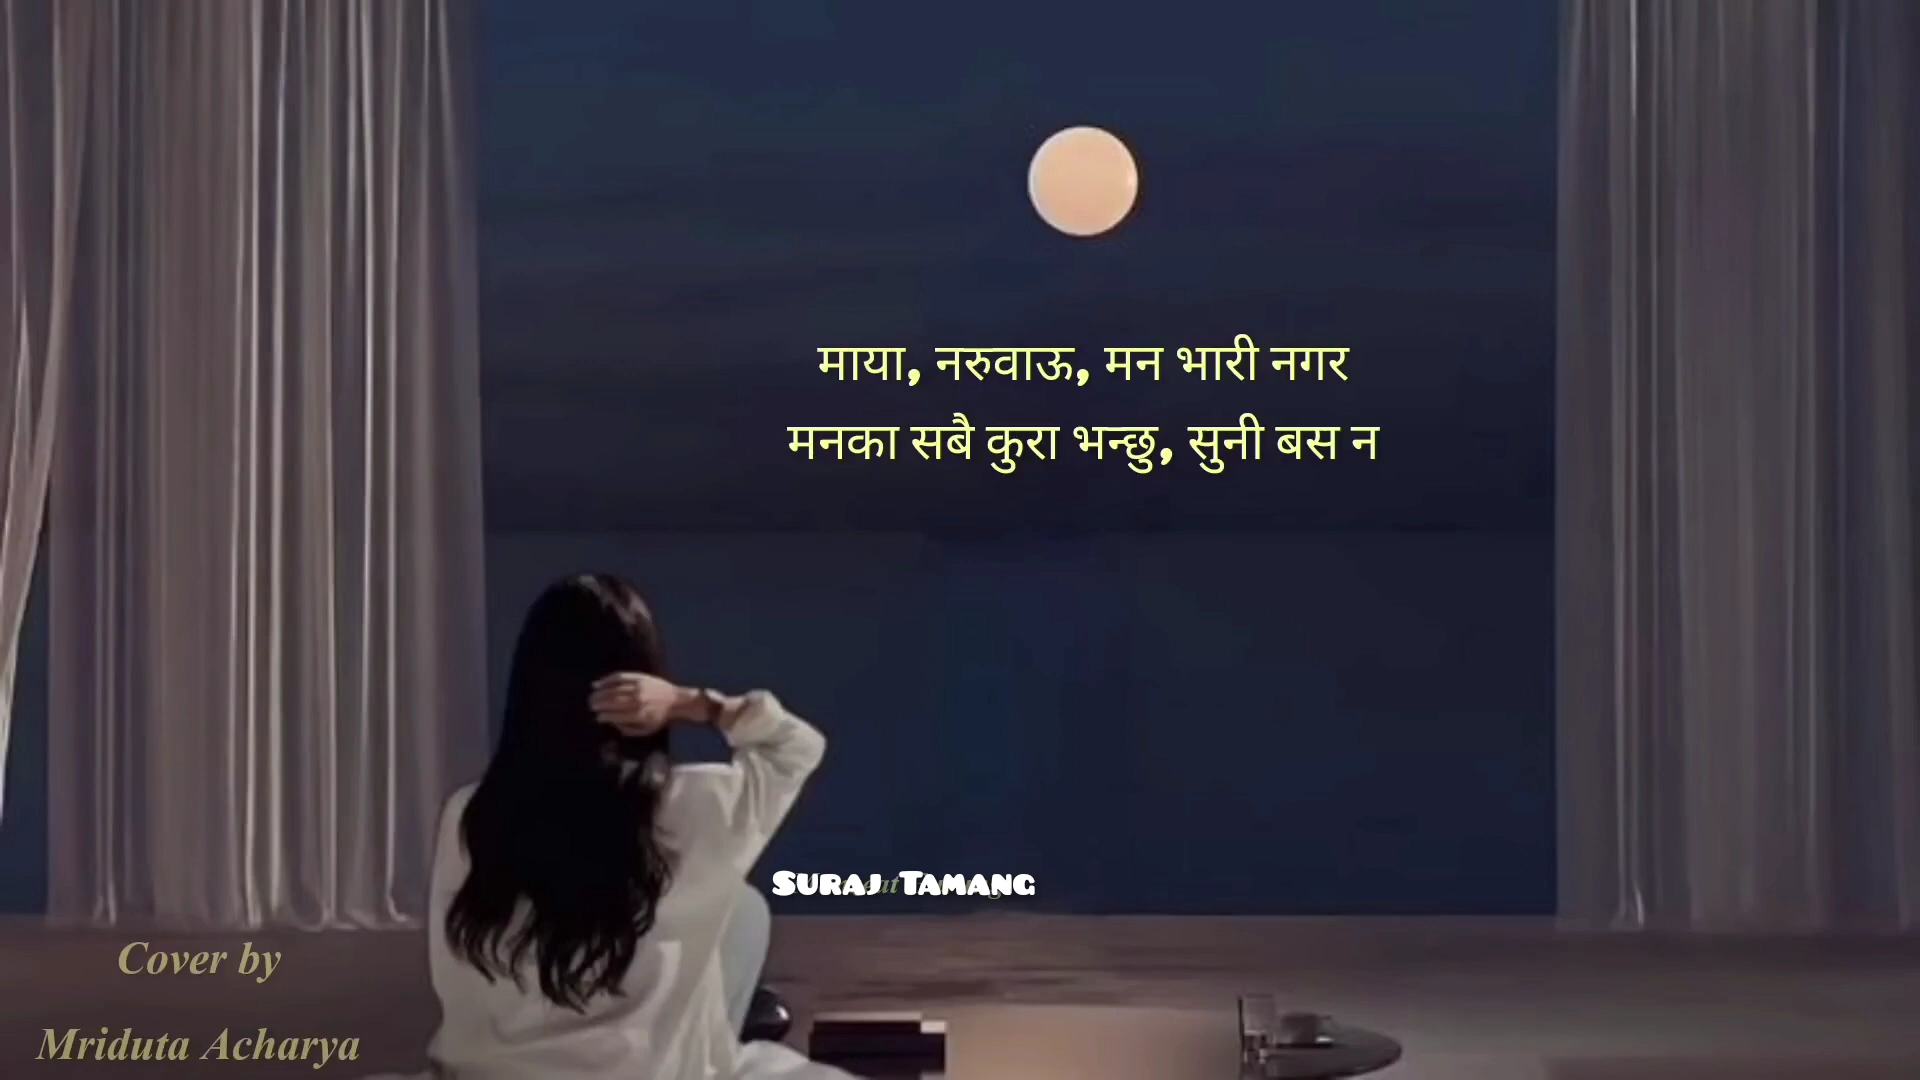 माया, नरुवाऊ, मन भारी नगर
मनका सबै कुरा भन्छु, सुनी बस न
SURAJ TAMANG
Cover by
Mriduta Acharya